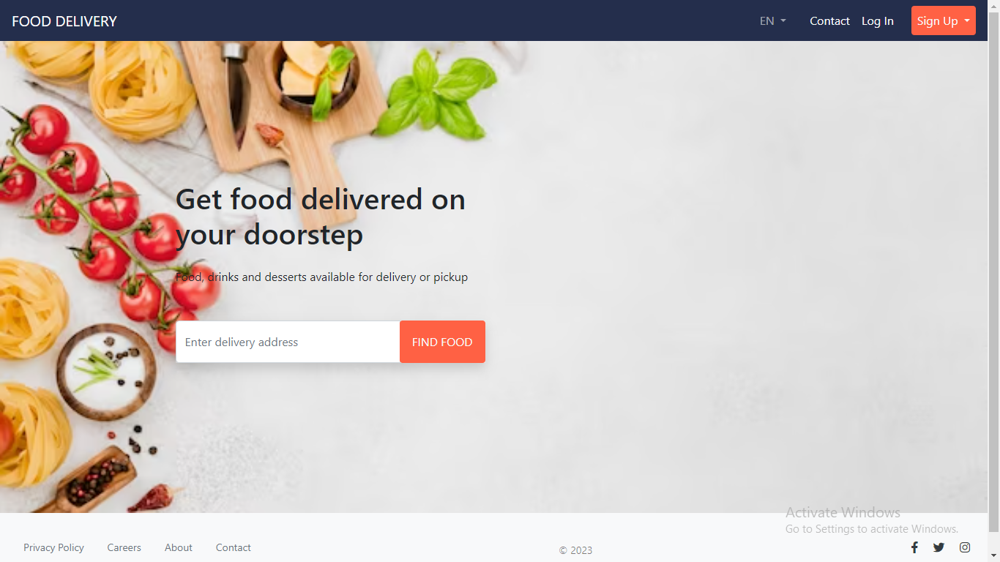 FOOD DELIVERY
EN
Contact
Log In
Sign Up
Get food delivered on
your doorstep
Food, drinks and desserts available for delivery or pickup
Enter delivery address
FIND FOOD
Activate Windows
Go to Settings to activate Windows.
Privacy Policy
Careers
About
Contact
© 2023